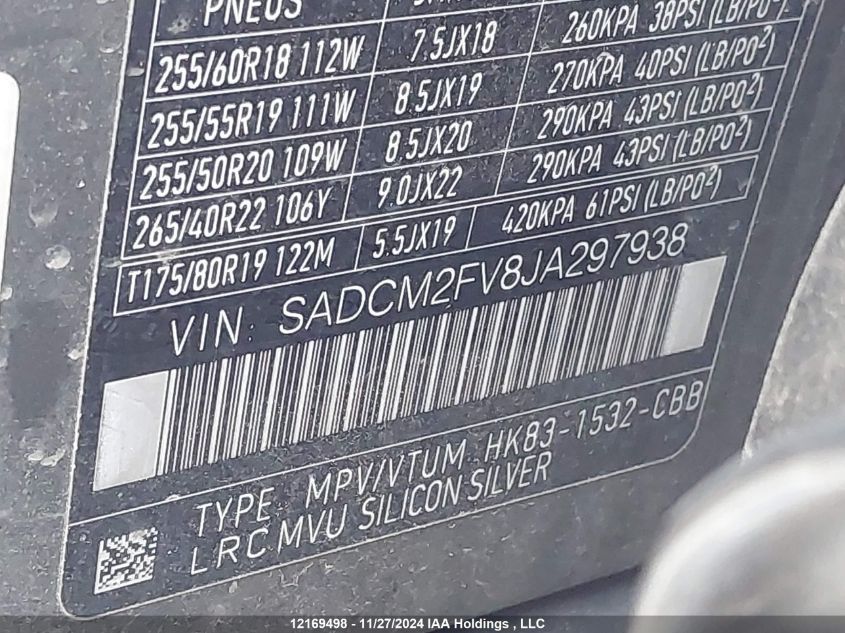 PNEUS
255/60R18 112W 7.5JX18 260KPA 38PSI (LB/PO²)
255/55R19 111W 8.5JX19 270KPA 40PSI (LB/PO²)
255/50R20 109W 8.5JX20 290KPA 43PSI (LB/PO²)
265/40R22 106Y 9.0JX22 290KPA 43PSI (LB/PO²)
T175/80R19 122M 5.5JX19 420KPA 61PSI (LB/PO²)
VIN: SADCM2FV8JA297938
TYPE MPV/VTUM HK83-1532-CBB
LRC MVU SILICON SILVER
12169498 - 11/27/2024 IAA Holdings , LLC